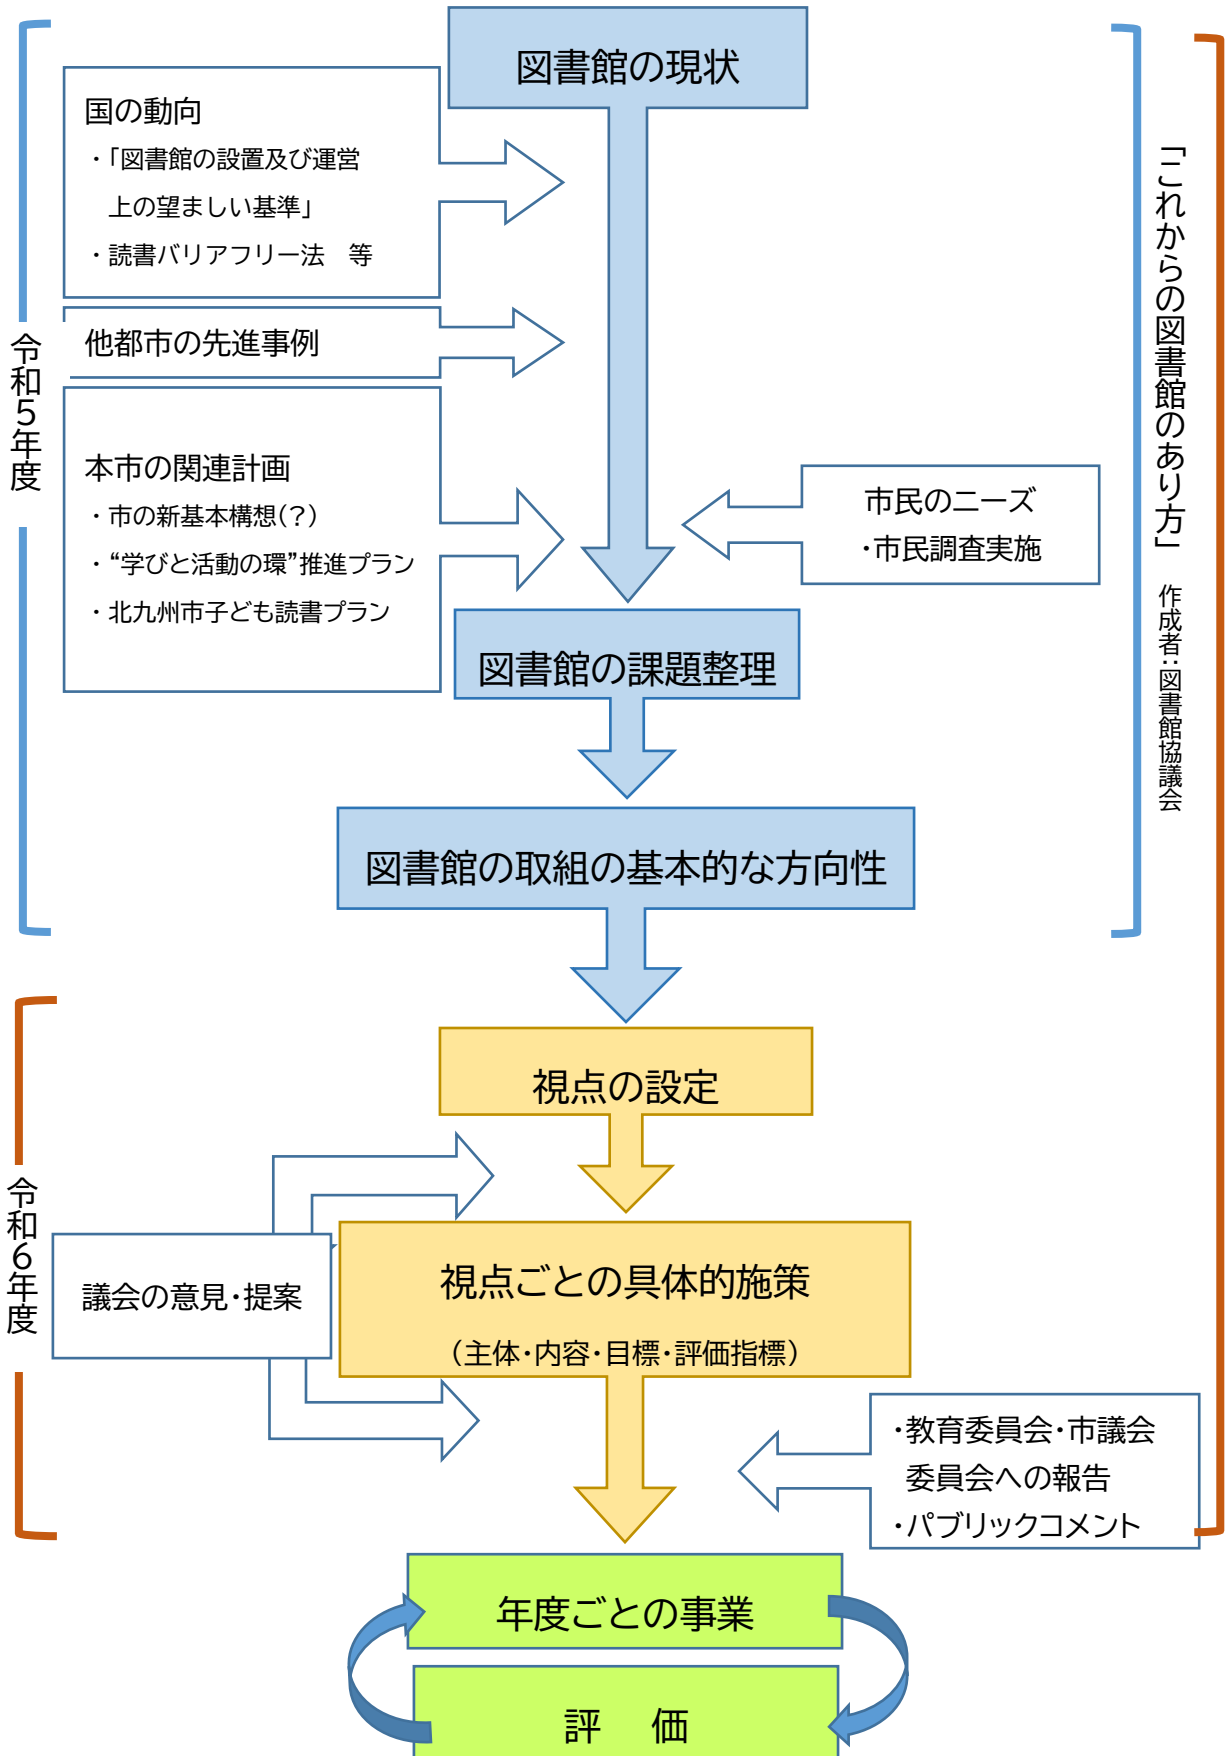 図書館の現状
国の動向
・「図書館の設置及び運営
上の望ましい基準」
・読書バリアフリー法　等
他都市の先進事例
令和5年度
本市の関連計画
・市の新基本構想(？)
・“学びと活動の環”推進プラン
・北九州市子ども読書プラン
市民のニーズ
・市民調査実施
「これからの図書館のあり方」　作成者：図書館協議会
図書館の課題整理
図書館の取組の基本的な方向性
視点の設定
令和6年度
議会の意見・提案
視点ごとの具体的施策
（主体・内容・目標・評価指標）
・教育委員会・市議会
委員会への報告
・パブリックコメント
年度ごとの事業
評　価